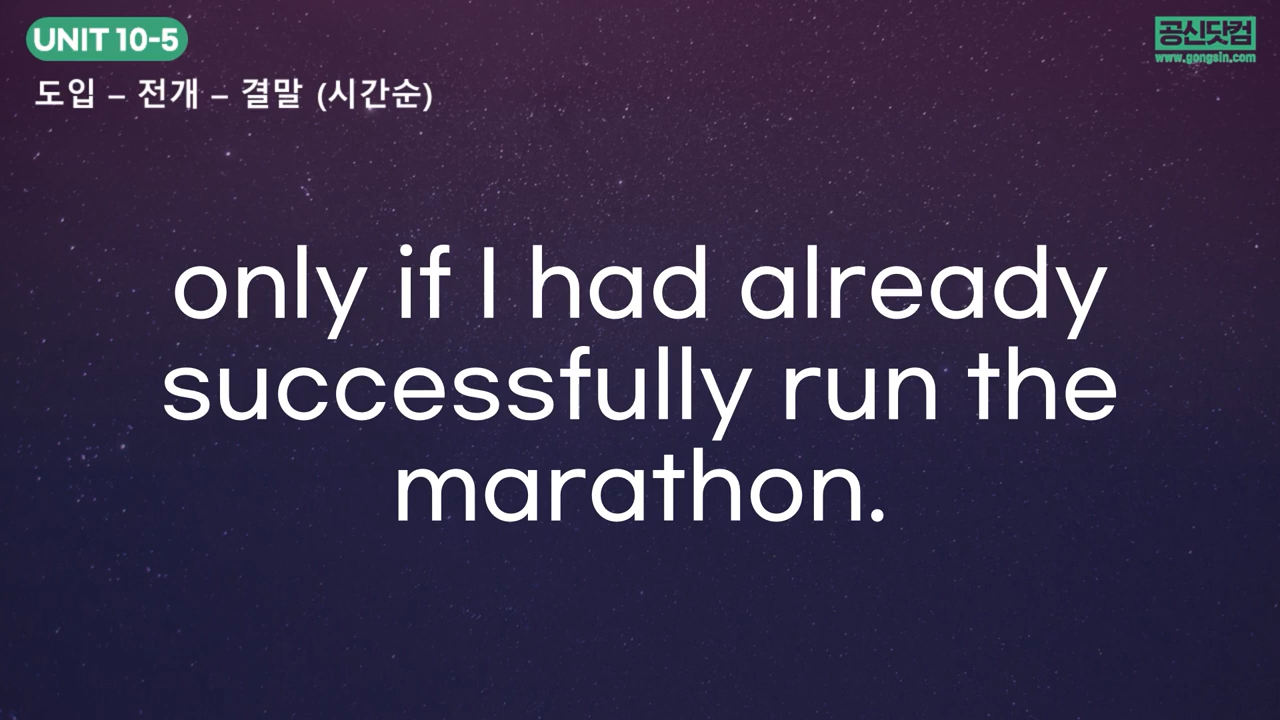 UNIT 10-5
공신닷컴
www.gongsin.com
도입 – 전개 – 결말 (시간순)
only if I had already
successfully run the
marathon.